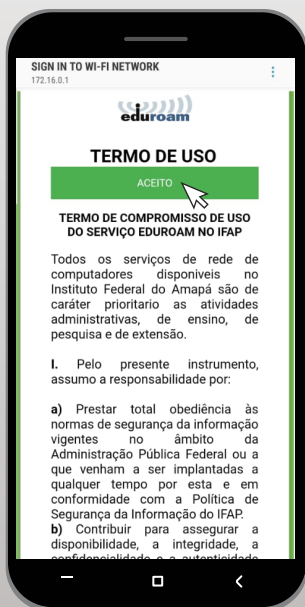 SIGN IN TO WI-FI NETWORK
172.16.0.1
eduroam
TERMO DE USO
ACEITO
TERMO DE COMPROMISSO DE USO
DO SERVIÇO EDUROAM NO IFAP
Todos os serviços de rede de
computadores disponiveis no
Instituto Federal do Amapá são de
caráter prioritario as atividades
administrativas, de ensino, de
pesquisa e de extensão.
I. Pelo presente instrumento,
assumo a responsabilidade por:
a) Prestar total obediência às
normas de segurança da informação
vigentes no âmbito da
Administração Pública Federal ou a
que venham a ser implantadas a
qualquer tempo por esta e em
conformidade com a Política de
Segurança da Informação do IFAP.
b) Contribuir para assegurar a
disponibilidade, a integridade, a
confidencialidade e a autenticidade